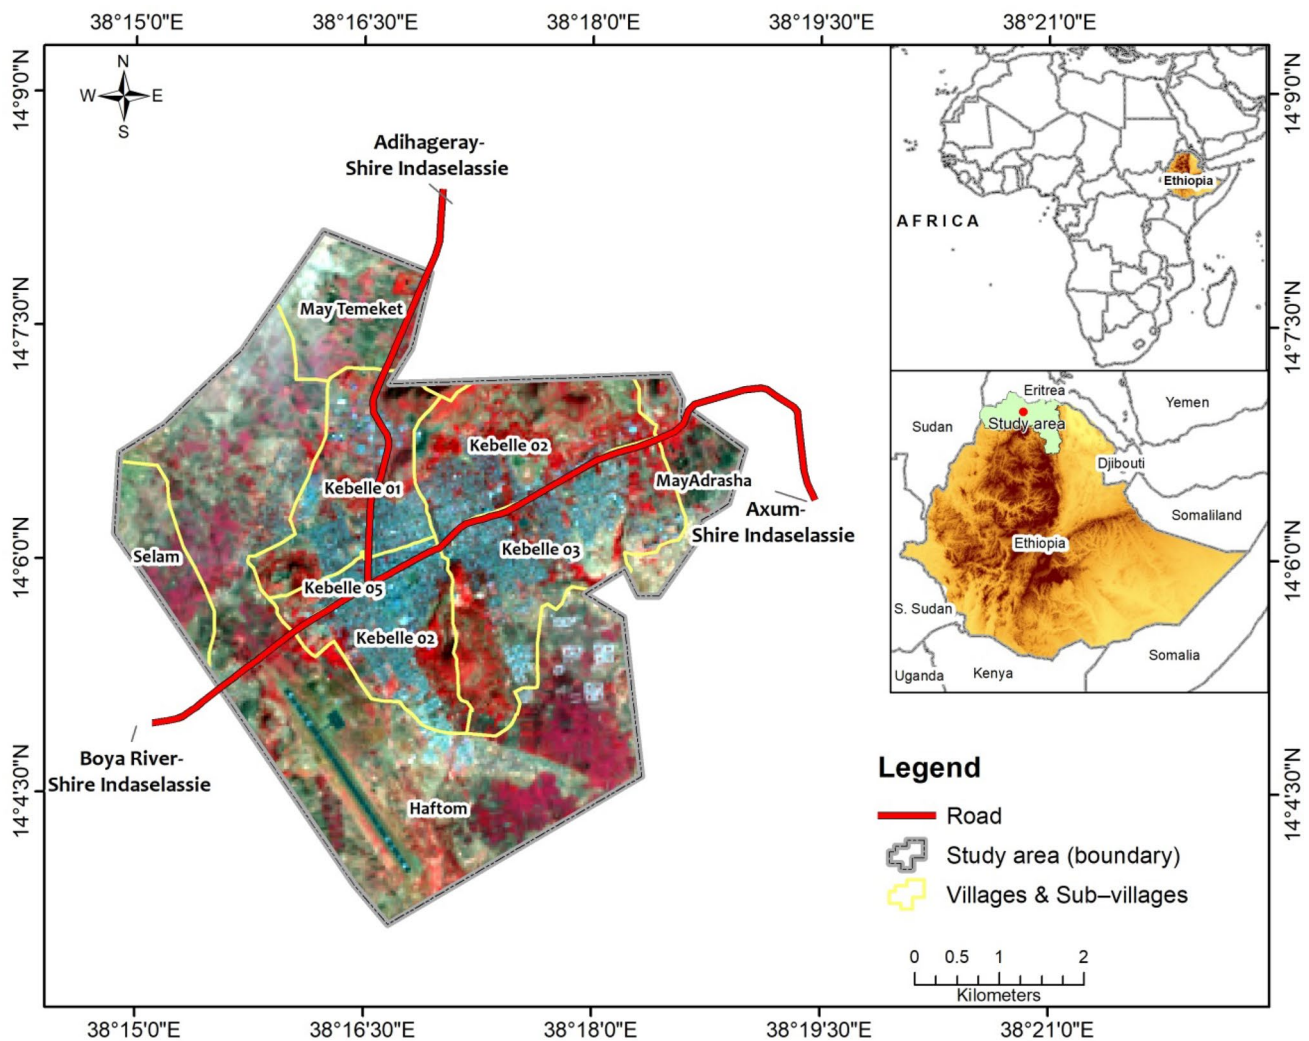 38°15'0"E 38°16'30"E 38°18'0"E 38°19'30"E 38°21'0"E
14°9'0"N
14°7'30"N
14°6'0"N
14°4'30"N
N
W E
S
Adihageray-
Shire Indaselassie
May Temeket
Kebelle 02
Kebelle 01
MayAdrasha
Axum-
Shire Indaselassie
Selam
Kebelle 03
Kebelle 05
Kebelle 02
Boya River-
Shire Indaselassie
Haftom
AFRICA
Ethiopia
Eritrea
Yemen
Sudan
Study area
Djibouti
Somaliland
Ethiopia
S. Sudan
Somalia
Uganda
Kenya
Legend
Road
Study area (boundary)
Villages & Sub–villages
0 0.5 1 2
Kilometers
14°9'0"N
14°7'30"N
14°6'0"N
14°4'30"N
38°15'0"E 38°16'30"E 38°18'0"E 38°19'30"E 38°21'0"E